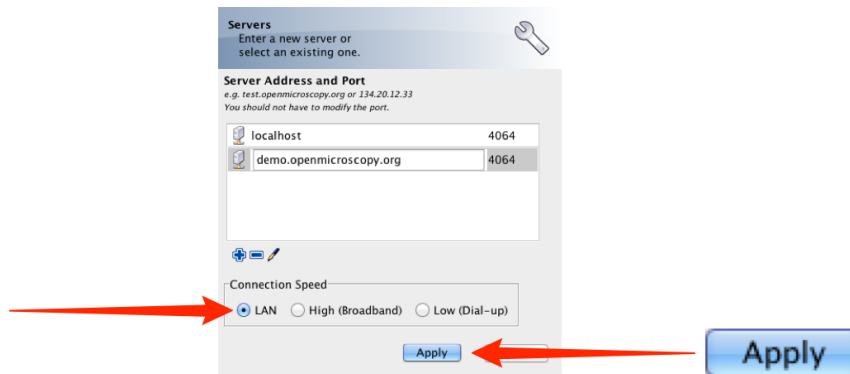 Servers
Enter a new server or
select an existing one.
Server Address and Port
e.g. test.openmicroscopy.org or 134.20.12.33
You should not have to modify the port.
localhost 4064
demo.openmicroscopy.org 4064
Connection Speed
LAN High (Broadband) Low (Dial-up)
Apply
Apply